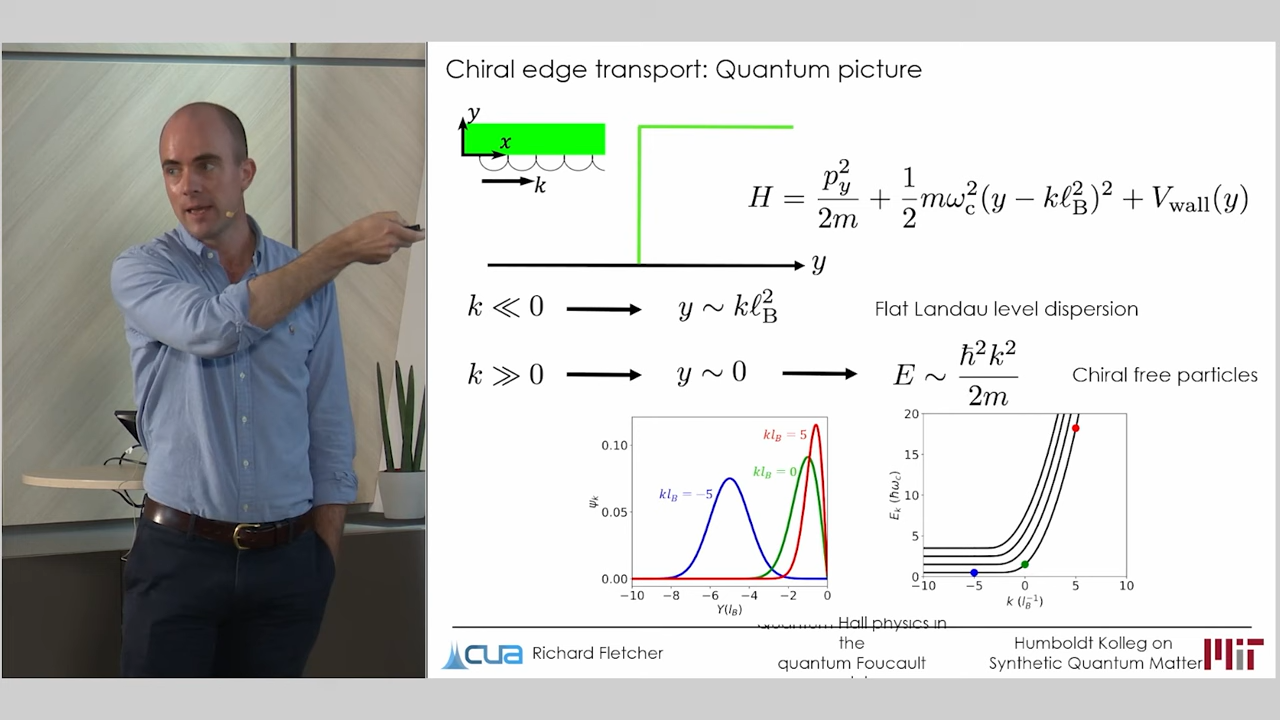 Chiral edge transport: Quantum picture
y
x
k
H = p_y^2/2m + 1/2 mω_c^2(y − kℓ_B^2)^2 + V_wall(y)
y
k ≪ 0 → y ∼ kℓ_B^2 Flat Landau level dispersion
k ≫ 0 → y ∼ 0 → E ∼ ħ^2k^2/2m Chiral free particles
0.10
0.05
0.00
ψ_k
kl_B = 5
kl_B = 0
kl_B = −5
−10 −8 −6 −4 −2 0
Y(l_B)
20
15
10
5
0
E_k (ħω_c)
−10 −5 0 5 10
k (l_B^−1)
cua Richard Fletcher
Quantum Hall physics in
the
quantum Foucault
Humboldt Kolleg on
Synthetic Quantum Matter
MIT